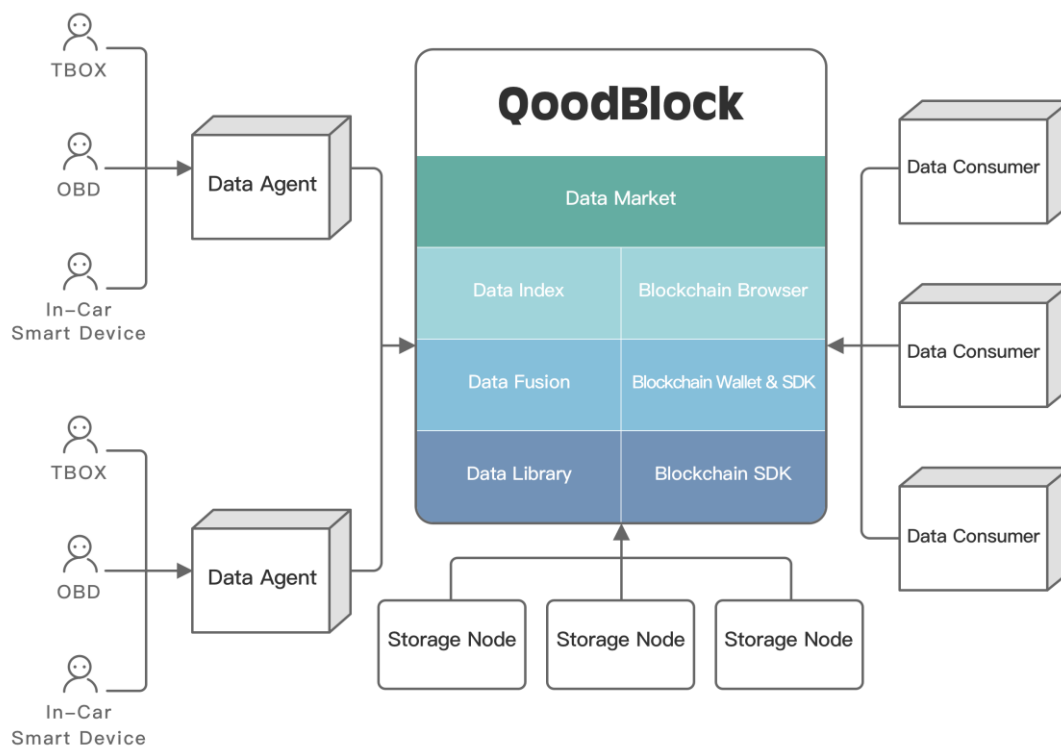 TBOX
OBD
In-Car
Smart Device
Data Agent
TBOX
OBD
In-Car
Smart Device
Data Agent
QoodBlock
Data Market
Data Index
Blockchain Browser
Data Fusion
Blockchain Wallet & SDK
Data Library
Blockchain SDK
Storage Node
Storage Node
Storage Node
Data Consumer
Data Consumer
Data Consumer